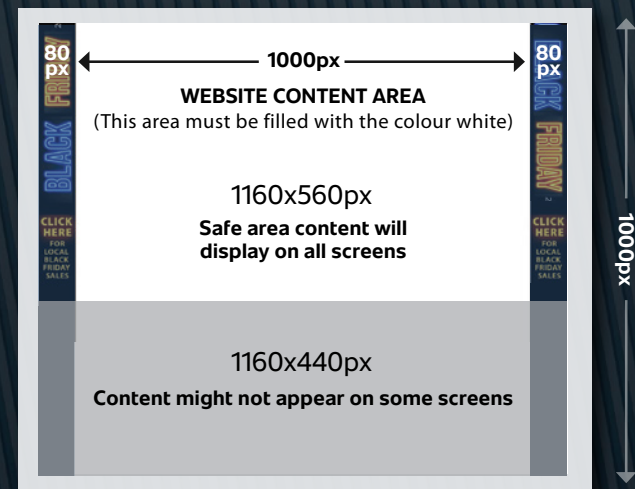 80
px
1000px
80
px
WEBSITE CONTENT AREA
(This area must be filled with the colour white)
1160x560px
Safe area content will
display on all screens
BLACK FRIDAY
CLICK
HERE
FOR
LOCAL
BLACK
FRIDAY
SALES
BLACK FRIDAY
CLICK
HERE
FOR
LOCAL
BLACK
FRIDAY
SALES
1160x440px
Content might not appear on some screens
1000px